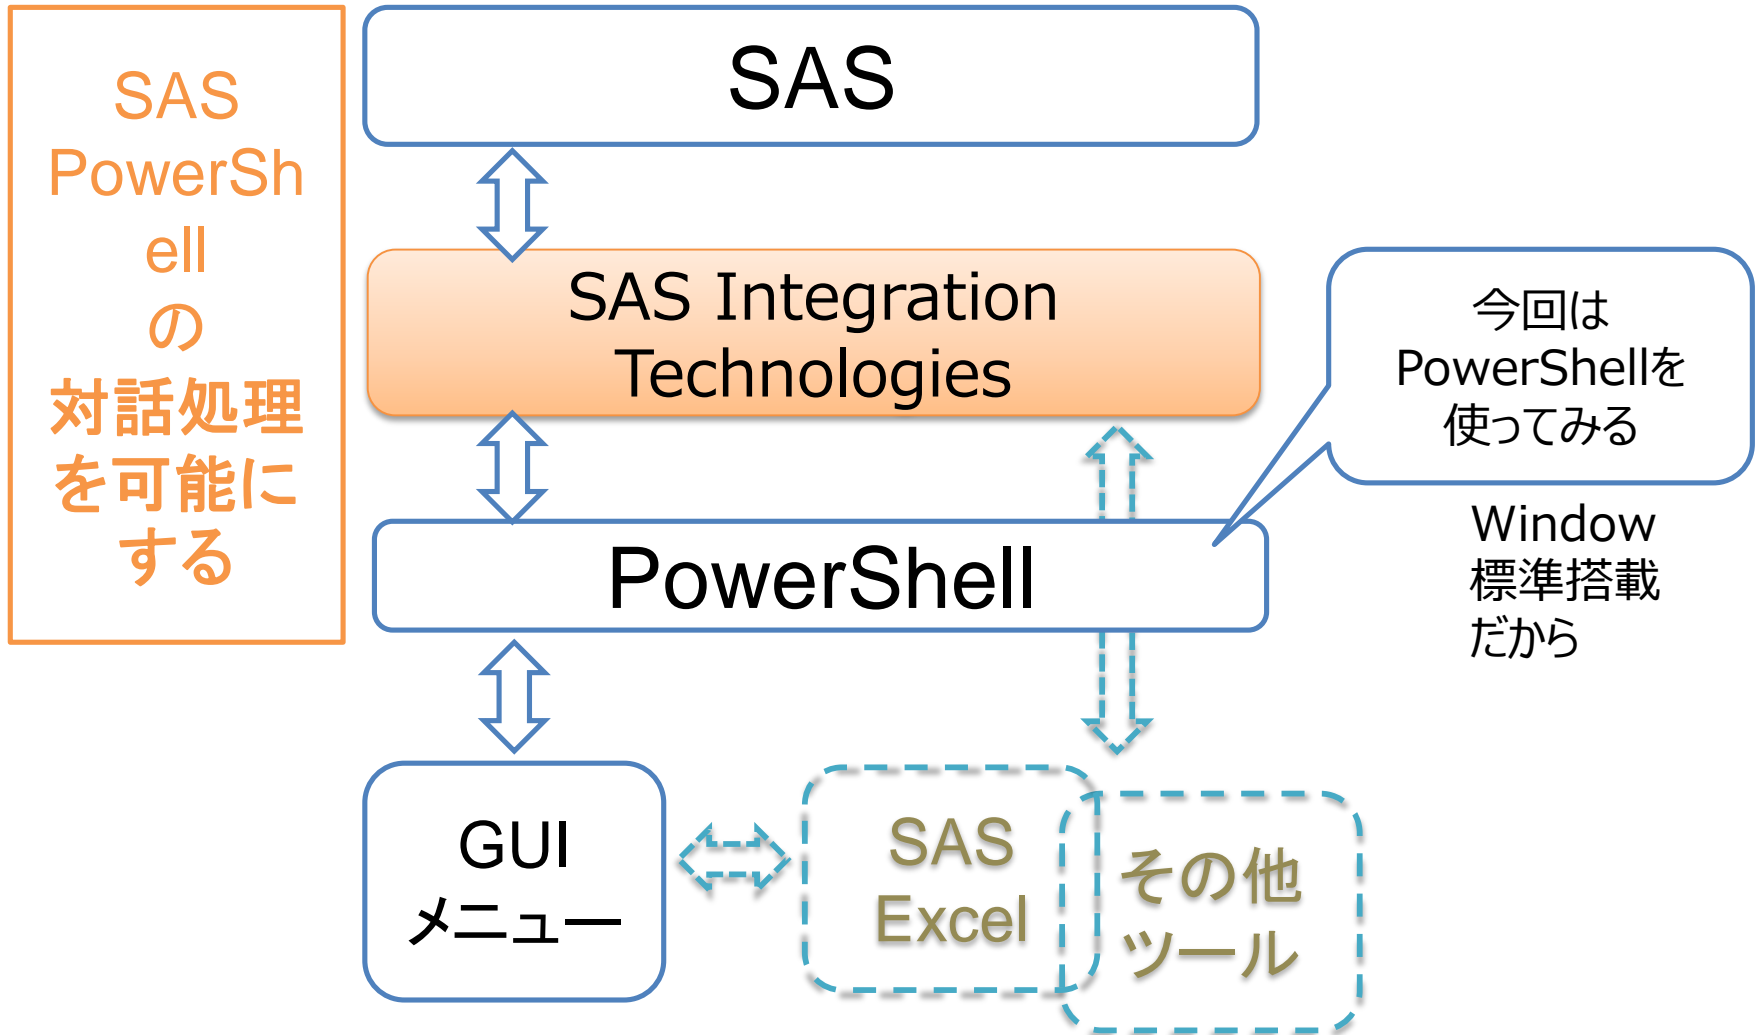 SAS
PowerSh
ell
の
対話処理
を可能に
する
SAS
SAS Integration
Technologies
今回は
PowerShellを
使ってみる
Window
標準搭載
だから
PowerShell
GUI
メニュー
SAS
Excel
その他
ツール